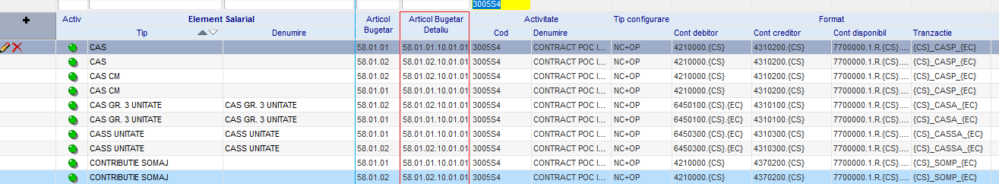 3005S4
+ Activ Element Salarial Articol Bugetar Articol Bugetar Detaliu Activitate Tip configurare Format
Tip Denumire Cod Denumire Cont debitor Cont creditor Cont disponibil Tranzactie
CAS 58.01.01 58.01.01.10.01.01 3005S4 CONTRACT POC I... NC+OP 4210000.{CS} 4310200.{CS} 7700000.1.R.{CS}.... {CS}_CASP_{EC}
CAS 58.01.02 58.01.02.10.01.01 3005S4 CONTRACT POC I... NC+OP 4210000.{CS} 4310200.{CS} 7700000.1.R.{CS}.... {CS}_CASP_{EC}
CAS CM 58.01.02 58.01.02.10.01.01 3005S4 CONTRACT POC I... NC+OP 4210000.{CS} 4310200.{CS} 7700000.1.R.{CS}.... {CS}_CASP_{EC}
CAS CM 58.01.01 58.01.01.10.01.01 3005S4 CONTRACT POC I... NC+OP 4210000.{CS} 4310200.{CS} 7700000.1.R.{CS}.... {CS}_CASP_{EC}
CAS GR. 3 UNITATE CAS GR. 3 UNITATE 58.01.02 58.01.02.10.01.01 3005S4 CONTRACT POC I... NC+OP 6450100.{CS}.{EC} 4310100.{CS} 7700000.1.R.{CS}.... {CS}_CASA_{EC}
CAS GR. 3 UNITATE CAS GR. 3 UNITATE 58.01.01 58.01.01.10.01.01 3005S4 CONTRACT POC I... NC+OP 6450100.{CS}.{EC} 4310100.{CS} 7700000.1.R.{CS}.... {CS}_CASA_{EC}
CASS UNITATE CASS UNITATE 58.01.01 58.01.01.10.01.01 3005S4 CONTRACT POC I... NC+OP 6450300.{CS}.{EC} 4310300.{CS} 7700000.1.R.{CS}.... {CS}_CASSA_{EC}
CASS UNITATE CASS UNITATE 58.01.02 58.01.02.10.01.01 3005S4 CONTRACT POC I... NC+OP 6450300.{CS}.{EC} 4310300.{CS} 7700000.1.R.{CS}.... {CS}_CASSA_{EC}
CONTRIBUTIE SOMAJ 58.01.01 58.01.01.10.01.01 3005S4 CONTRACT POC I... NC+OP 4210000.{CS} 4370200.{CS} 7700000.1.R.{CS}.... {CS}_SOMP_{EC}
CONTRIBUTIE SOMAJ 58.01.02 58.01.02.10.01.01 3005S4 CONTRACT POC I... NC+OP 4210000.{CS} 4370200.{CS} 7700000.1.R.{CS}.... {CS}_SOMP_{EC}